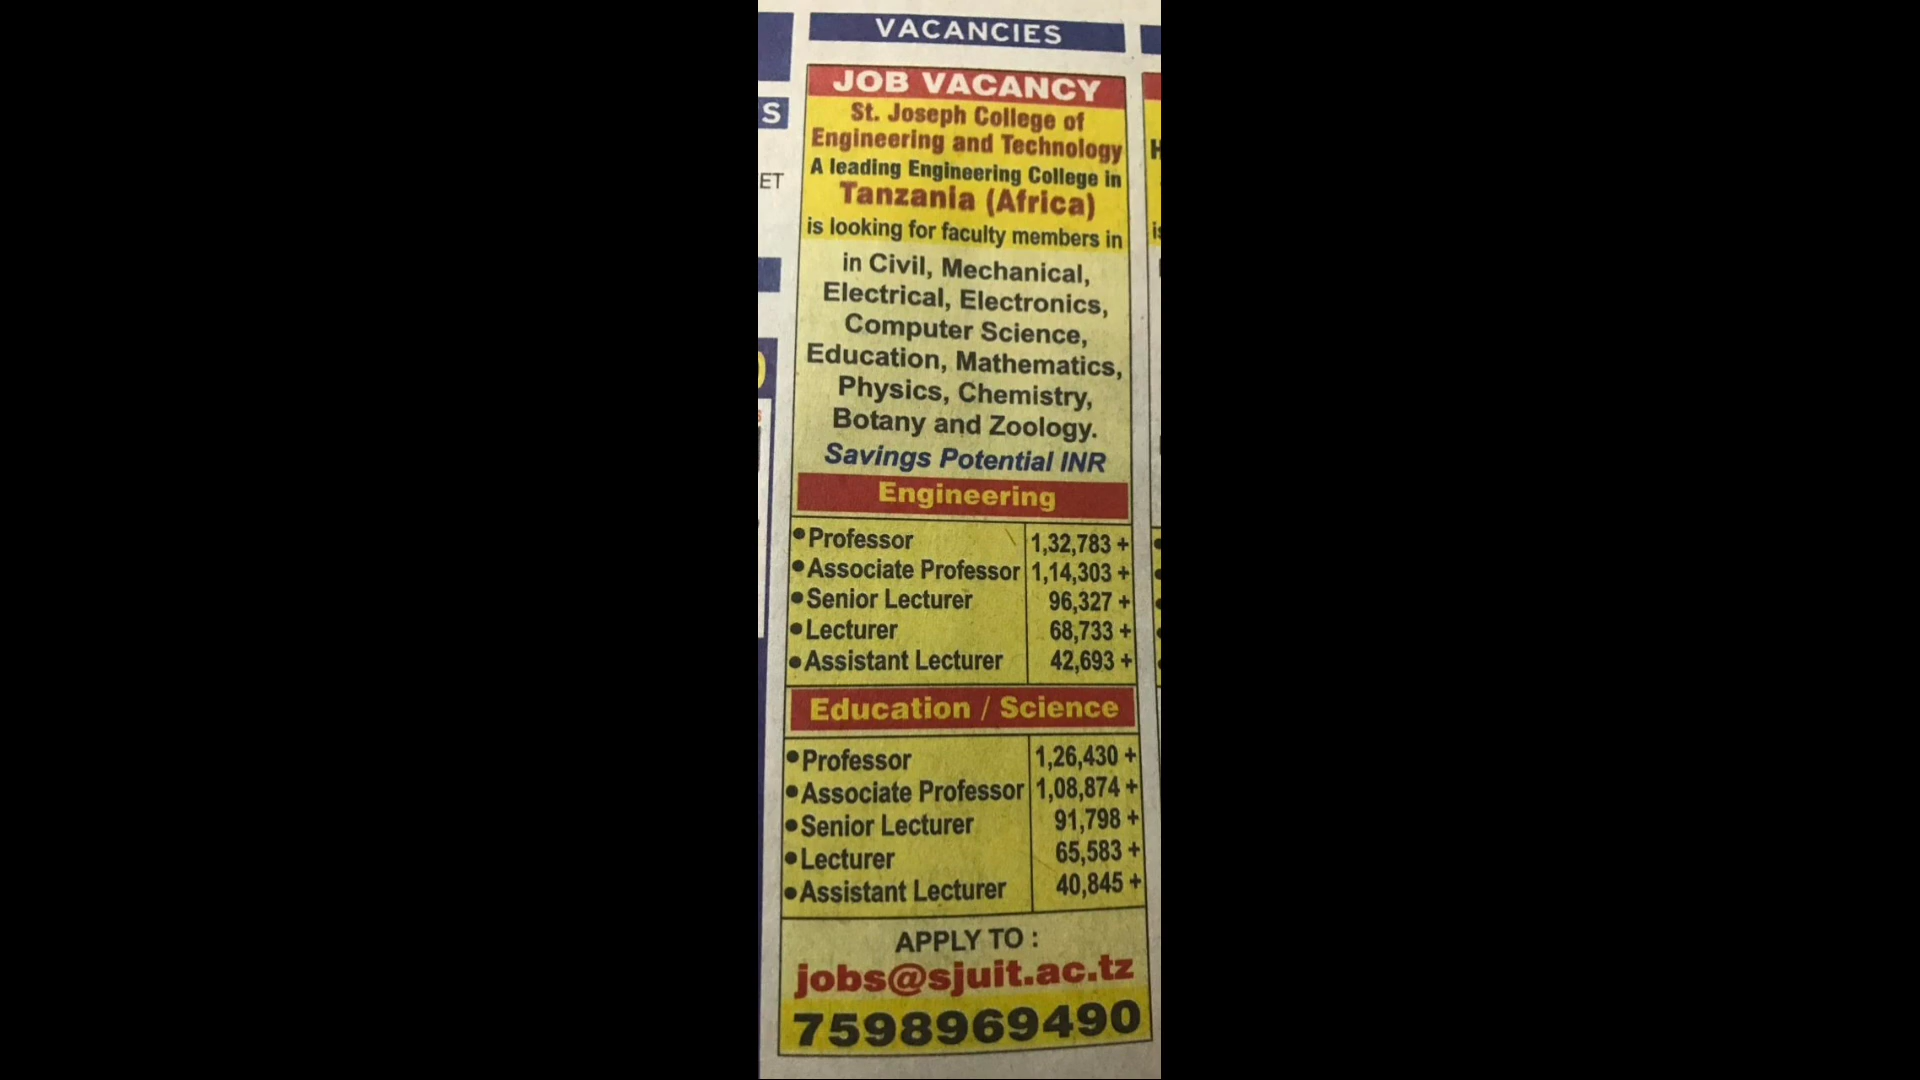 VACANCIES
JOB VACANCY
St. Joseph College of
Engineering and Technology
A leading Engineering College in
Tanzania (Africa)
is looking for faculty members in
in Civil, Mechanical,
Electrical, Electronics,
Computer Science,
Education, Mathematics,
Physics, Chemistry,
Botany and Zoology.
Savings Potential INR
Engineering
•Professor 1,32,783 +
•Associate Professor 1,14,303 +
•Senior Lecturer 96,327 +
•Lecturer 68,733 +
•Assistant Lecturer 42,693 +
Education / Science
•Professor 1,26,430 +
•Associate Professor 1,08,874 +
•Senior Lecturer 91,798 +
•Lecturer 65,583 +
•Assistant Lecturer 40,845 +
APPLY TO :
jobs@sjuit.ac.tz
7598969490
S
ET